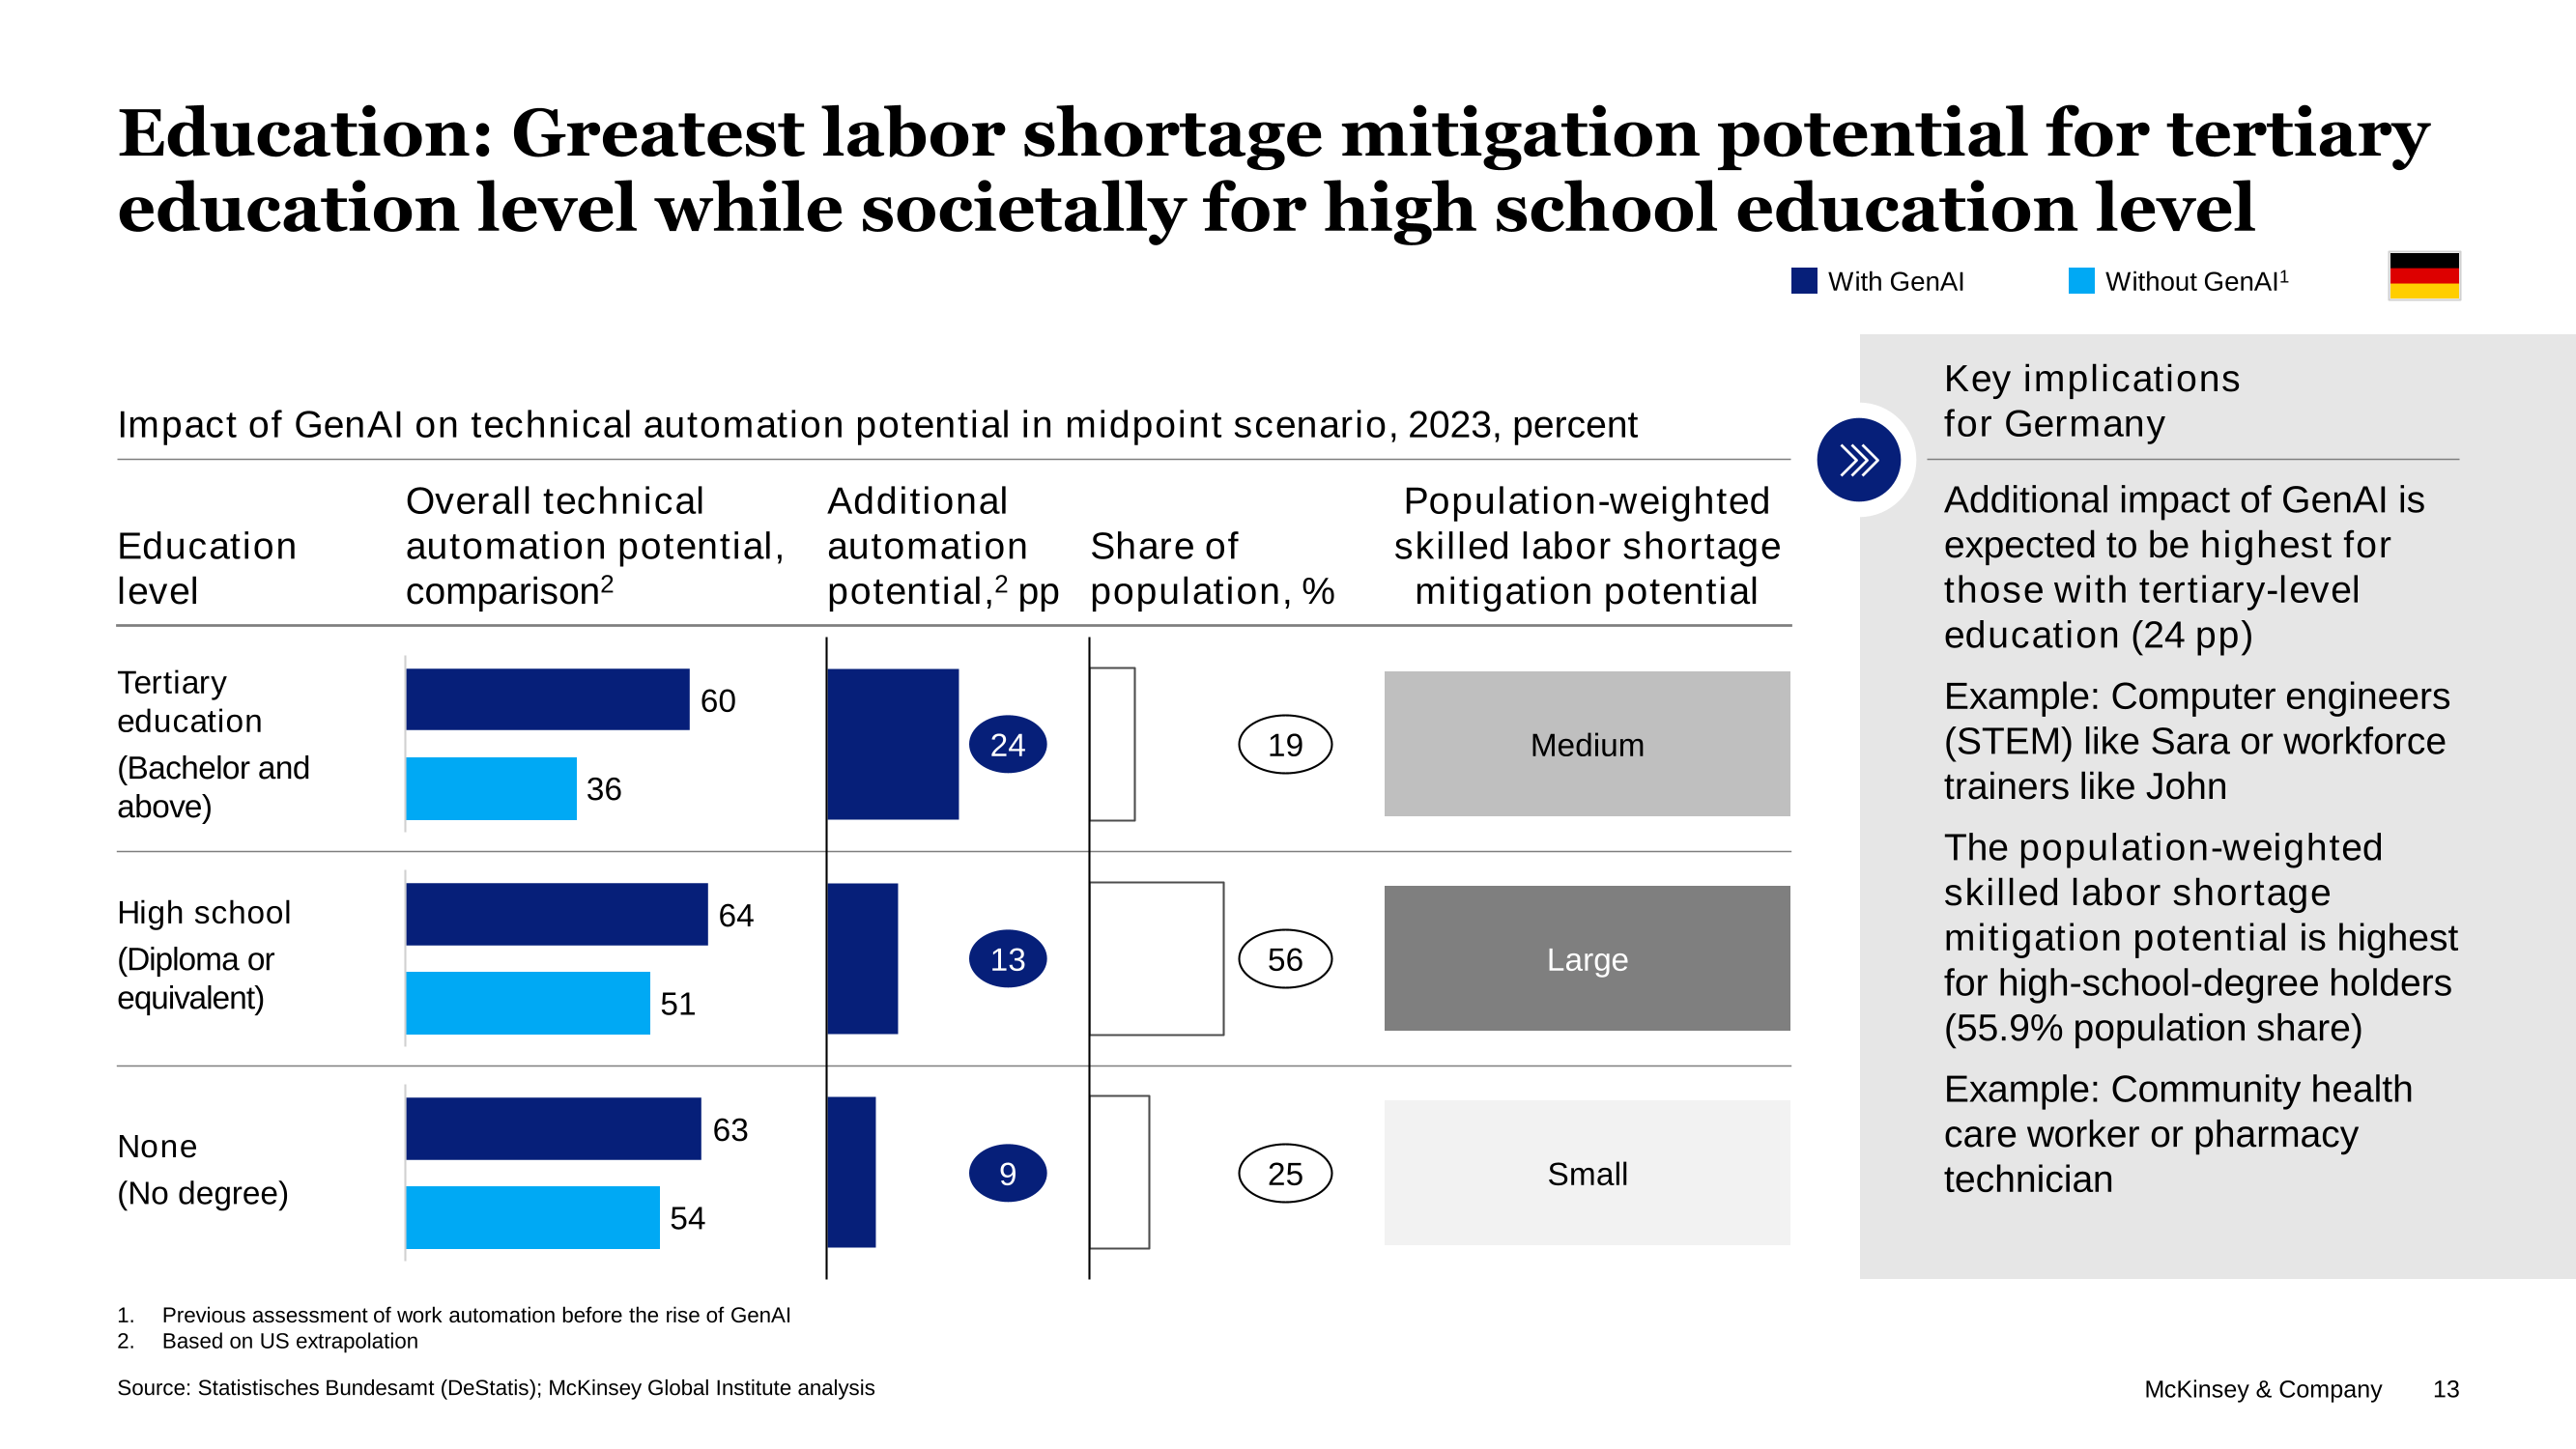 Education: Greatest labor shortage mitigation potential for tertiary
education level while societally for high school education level
With GenAI
Without GenAI1
Impact of GenAI on technical automation potential in midpoint scenario, 2023, percent
Education
level
Overall technical
automation potential,
comparison2
Additional
automation
potential,2 pp
Share of
population, %
Population-weighted
skilled labor shortage
mitigation potential
Tertiary
education
(Bachelor and
above)
60
36
24
19
Medium
High school
(Diploma or
equivalent)
64
51
13
56
Large
None
(No degree)
63
54
9
25
Small
Key implications
for Germany
Additional impact of GenAI is
expected to be highest for
those with tertiary-level
education (24 pp)
Example: Computer engineers
(STEM) like Sara or workforce
trainers like John
The population-weighted
skilled labor shortage
mitigation potential is highest
for high-school-degree holders
(55.9% population share)
Example: Community health
care worker or pharmacy
technician
1. Previous assessment of work automation before the rise of GenAI
2. Based on US extrapolation
Source: Statistisches Bundesamt (DeStatis); McKinsey Global Institute analysis
McKinsey & Company 13